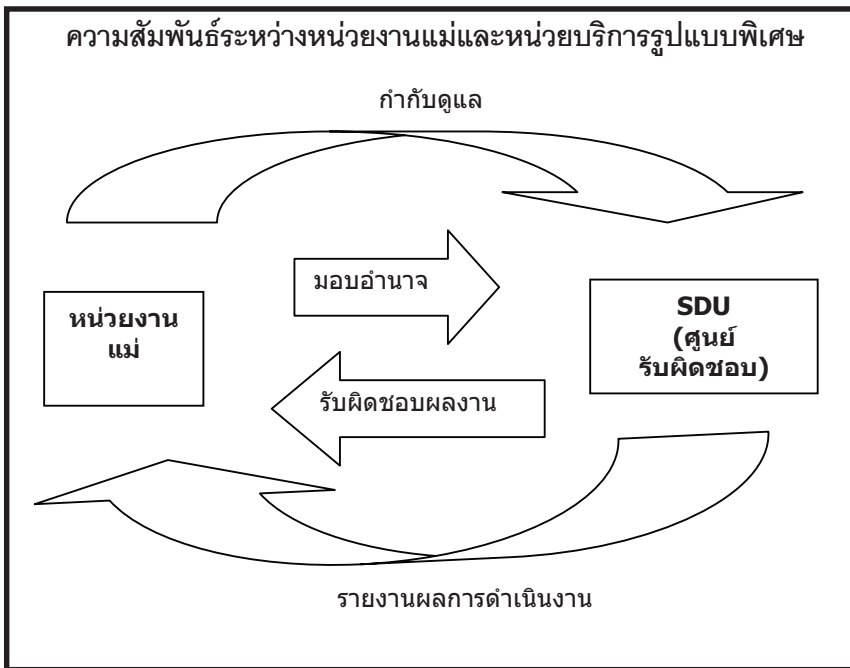 ความสัมพันธ์ระหว่างหน่วยงานแม่และหน่วยบริการรูปแบบพิเศษ
กำกับดูแล
มอบอำนาจ
หน่วยงาน
แม่
SDU
(ศูนย์
รับผิดชอบ)
รับผิดชอบผลงาน
รายงานผลการดำเนินงาน